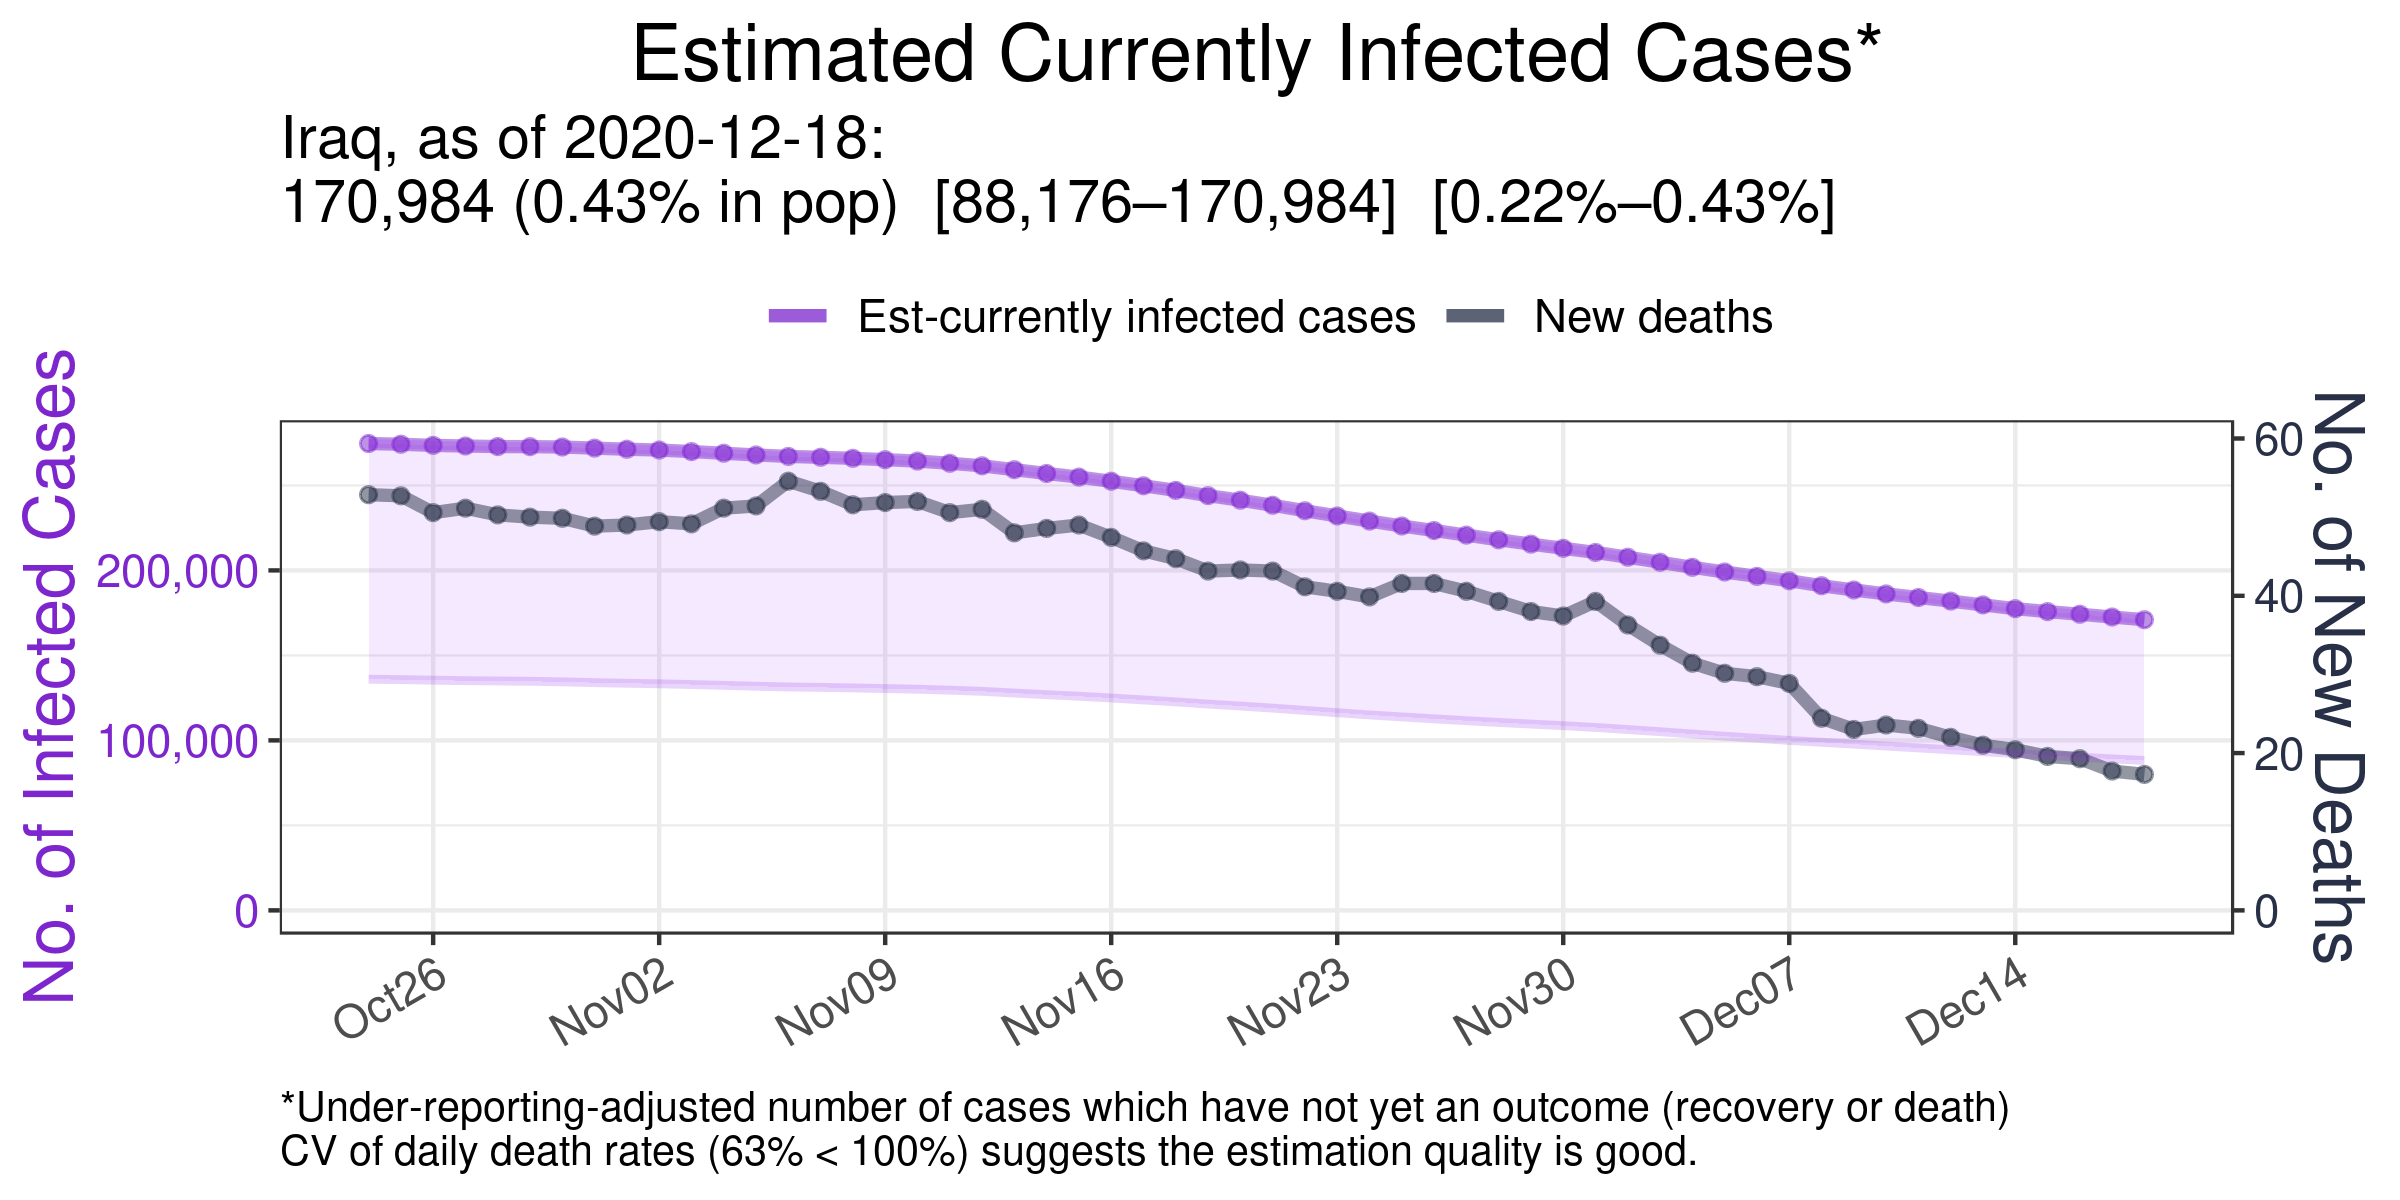 Estimated Currently Infected Cases*
Iraq, as of 2020-12-18:
170,984 (0.43% in pop)  [88,176–170,984]  [0.22%–0.43%]
Est-currently infected cases
New deaths
No. of Infected Cases
200,000
100,000
0
60
40
20
0
No. of New Deaths
Oct26
Nov02
Nov09
Nov16
Nov23
Nov30
Dec07
Dec14
*Under-reporting-adjusted number of cases which have not yet an outcome (recovery or death)
CV of daily death rates (63% < 100%) suggests the estimation quality is good.